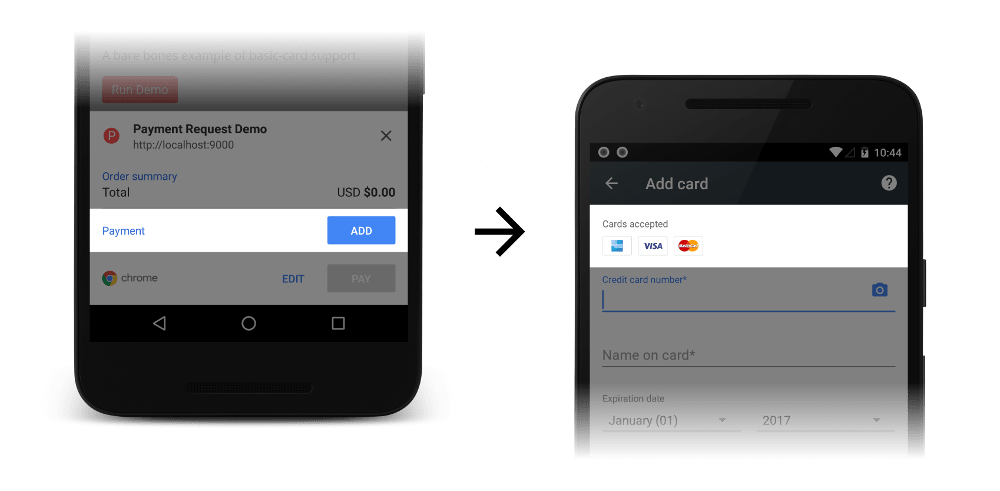 A bare bones example of basic-card support.
Run Demo
P
Payment Request Demo
http://localhost:9000
Order summary
Total USD $0.00
Payment ADD
chrome EDIT PAY
10:44
Add card ?
Cards accepted
VISA MasterCard
Credit card number*
Name on card*
Expiration date
January (01) 2017